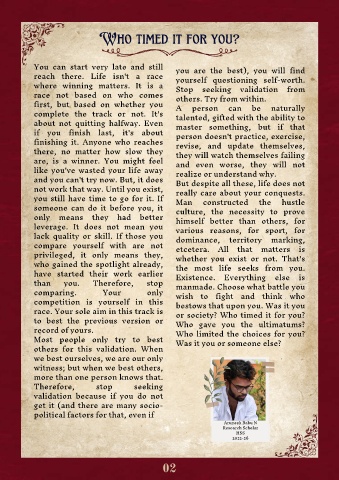 WHO TIMED IT FOR YOU?
You can start very late and still
reach there. Life isn't a race
where winning matters. It is a
race not based on who comes
first, but based on whether you
complete the track or not. It's
about not quitting halfway. Even
if you finish last, it's about
finishing it. Anyone who reaches
there, no matter how slow they
are, is a winner. You might feel
like you've wasted your life away
and you can't try now. But, it does
not work that way. Until you exist,
you still have time to go for it. If
someone can do it before you, it
only means they had better
leverage. It does not mean you
lack quality or skill. If those you
compare yourself with are not
privileged, it only means they,
who gained the spotlight already,
have started their work earlier
than you. Therefore, stop
comparing. Your only
competition is yourself in this
race. Your sole aim in this track is
to best the previous version or
record of yours.
Most people only try to best
others for this validation. When
we best ourselves, we are our only
witness; but when we best others,
more than one person knows that.
Therefore, stop seeking
validation because if you do not
get it (and there are many socio-
political factors for that, even if
you are the best), you will find
yourself questioning self-worth.
Stop seeking validation from
others. Try from within.
A person can be naturally
talented, gifted with the ability to
master something, but if that
person doesn't practice, exercise,
revise, and update themselves,
they will watch themselves failing
and even worse, they will not
realize or understand why.
But despite all these, life does not
really care about your conquests.
Man constructed the hustle
culture, the necessity to prove
himself better than others, for
various reasons, for sport, for
dominance, territory marking,
etcetera. All that matters is
whether you exist or not. That's
the most life seeks from you.
Existence. Everything else is
manmade. Choose what battle you
wish to fight and think who
bestows that upon you. Was it you
or society? Who timed it for you?
Who gave you the ultimatums?
Who limited the choices for you?
Was it you or someone else?
Research Scholar
02